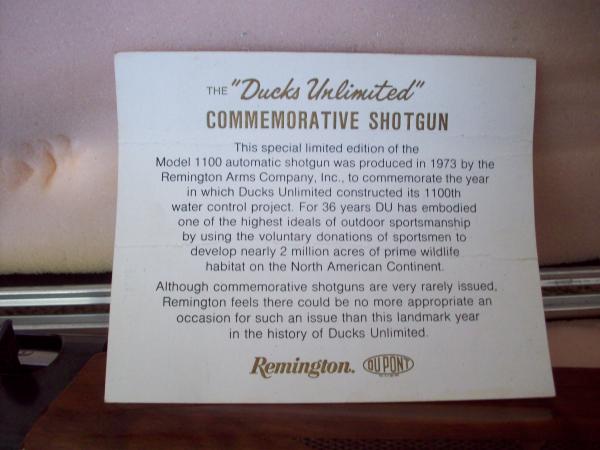 THE "Ducks Unlimited"
COMMEMORATIVE SHOTGUN
This special limited edition of the
Model 1100 automatic shotgun was produced in 1973 by the
Remington Arms Company, Inc., to commemorate the year
in which Ducks Unlimited constructed its 1100th
water control project. For 36 years DU has embodied
one of the highest ideals of outdoor sportsmanship
by using the voluntary donations of sportsmen to
develop nearly 2 million acres of prime wildlife
habitat on the North American Continent.
Although commemorative shotguns are very rarely issued,
Remington feels there could be no more appropriate an
occasion for such an issue than this landmark year
in the history of Ducks Unlimited.
Remington. DU PONT